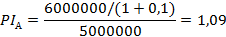 PI_A = 6000000/(1 + 0,1) / 5000000 = 1,09